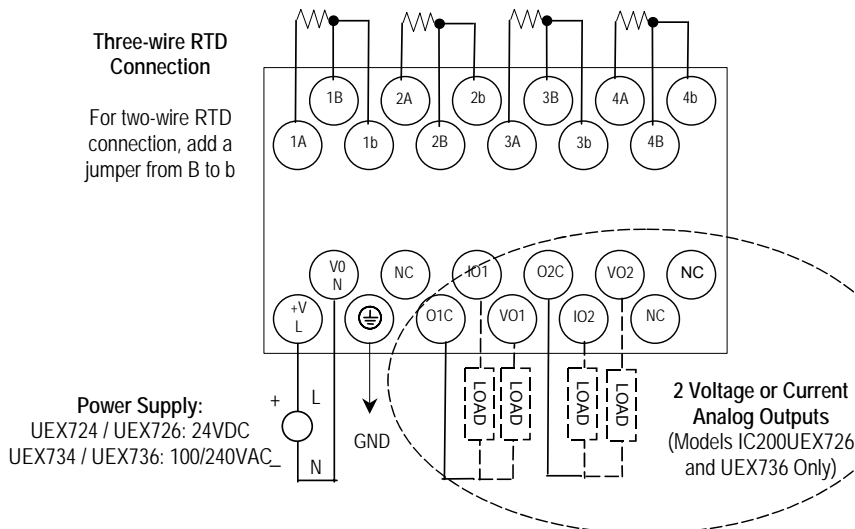 Three-wire RTD
Connection
For two-wire RTD
connection, add a
jumper from B to b
1B 2A 2b 3B 4A 4b
1A 1b 2B 3A 3b 4B
V0
N
NC
IO1
O2C
VO2
NC
+V
L
O1C
VO1
IO2
NC
+ L
LOAD LOAD LOAD LOAD
GND
_ N
Power Supply:
UEX724 / UEX726: 24VDC
UEX734 / UEX736: 100/240VAC
2 Voltage or Current
Analog Outputs
(Models IC200UEX726
and UEX736 Only)